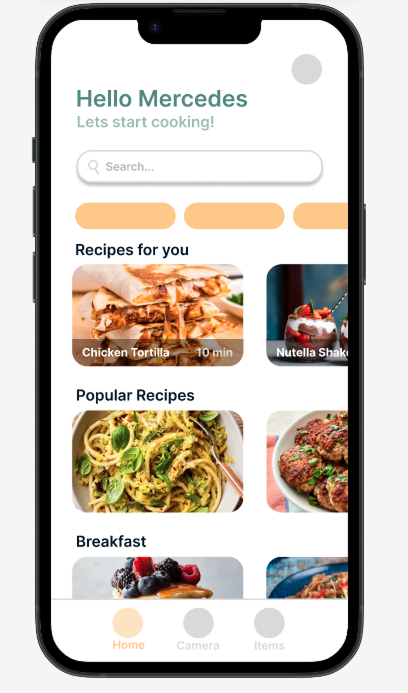 Hello Mercedes
Lets start cooking!
Search...
Recipes for you
Chicken Tortilla 10 min
Nutella Shake
Popular Recipes
Breakfast
Home Camera Items